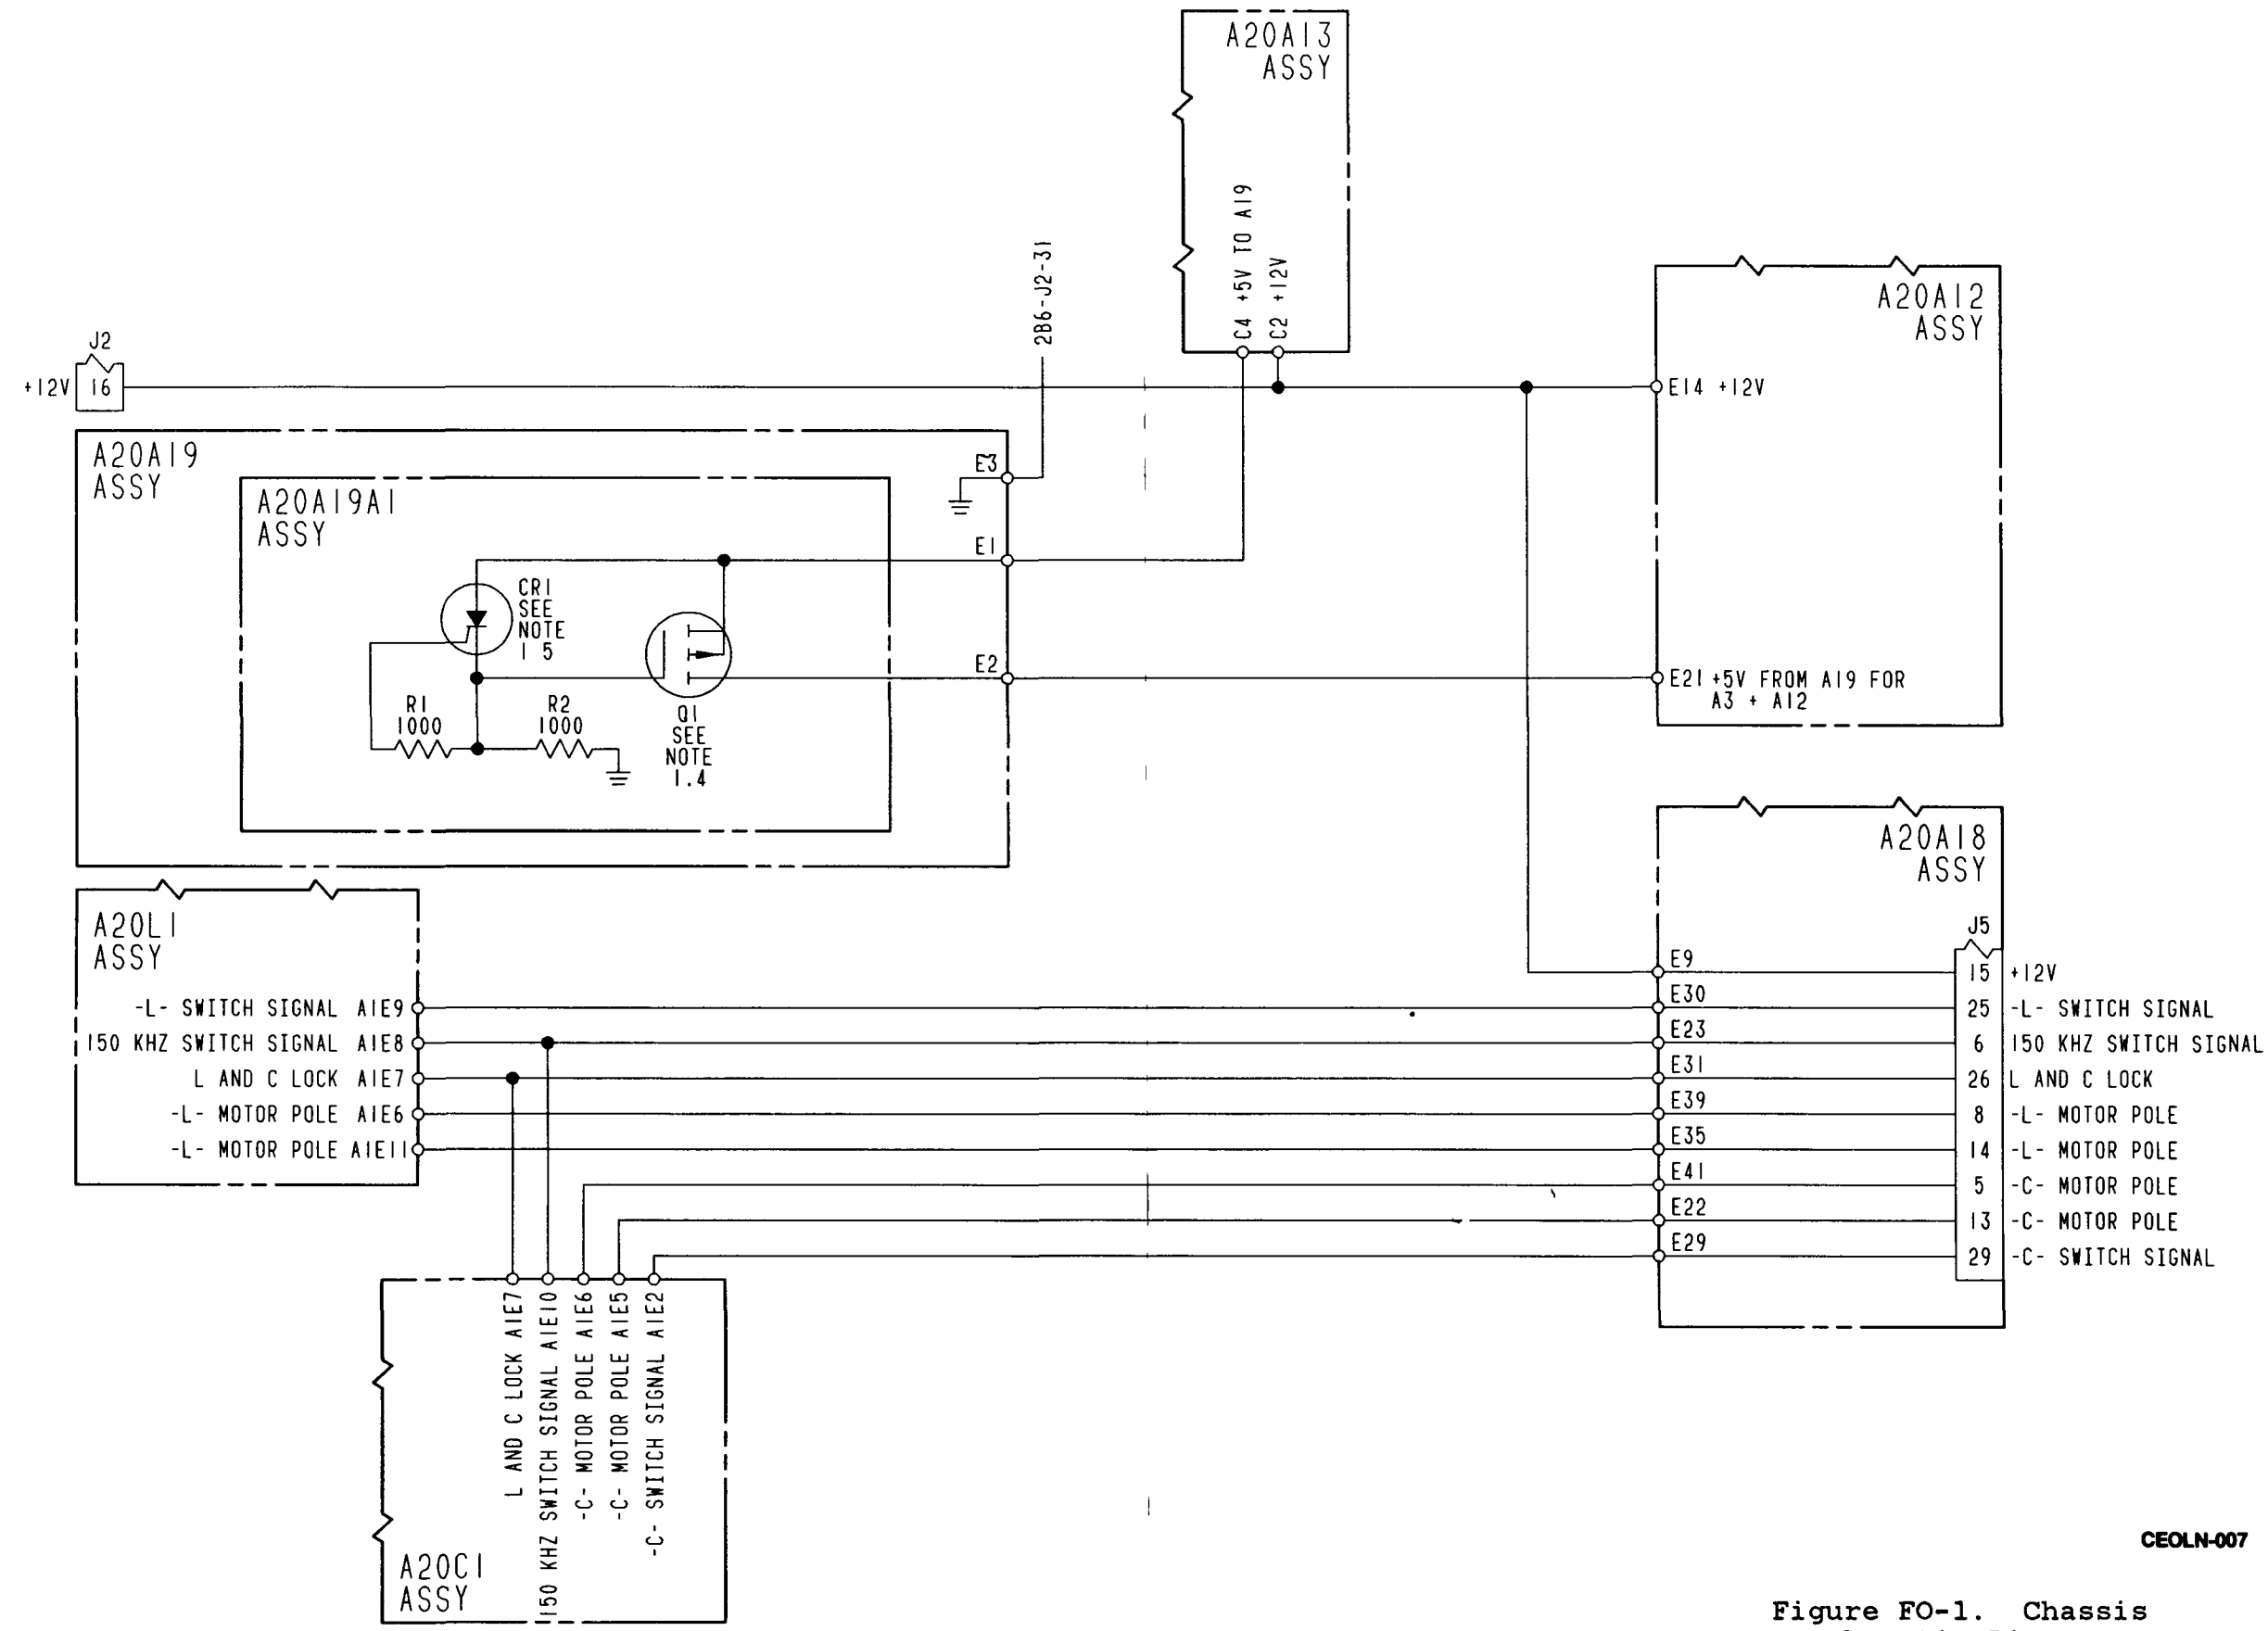 A20A13
ASSY
C4 +5V TO A19
C2 +12V
2B6-J2-31
J2
+12V 16
A20A12
ASSY
E14 +12V
E21 +5V FROM A19 FOR
A3 + A12
A20A19
ASSY
A20A19A1
ASSY
E3
E1
E2
CR1
SEE
NOTE
1 5
R1
1000
R2
1000
Q1
SEE
NOTE
1.4
A20L1
ASSY
-L- SWITCH SIGNAL A1E9
150 KHZ SWITCH SIGNAL A1E8
L AND C LOCK A1E7
-L- MOTOR POLE A1E6
-L- MOTOR POLE A1E11
A20A18
ASSY
J5
E9 15 +12V
E30 25 -L- SWITCH SIGNAL
E23 6 150 KHZ SWITCH SIGNAL
E31 26 L AND C LOCK
E39 8 -L- MOTOR POLE
E35 14 -L- MOTOR POLE
E41 5 -C- MOTOR POLE
E22 13 -C- MOTOR POLE
E29 29 -C- SWITCH SIGNAL
L AND C LOCK A1E7
150 KHZ SWITCH SIGNAL A1E10
-C- MOTOR POLE A1E6
-C- MOTOR POLE A1E5
-C- SWITCH SIGNAL A1E2
A20C1
ASSY
CEOLN-007
Figure FO-1. Chassis